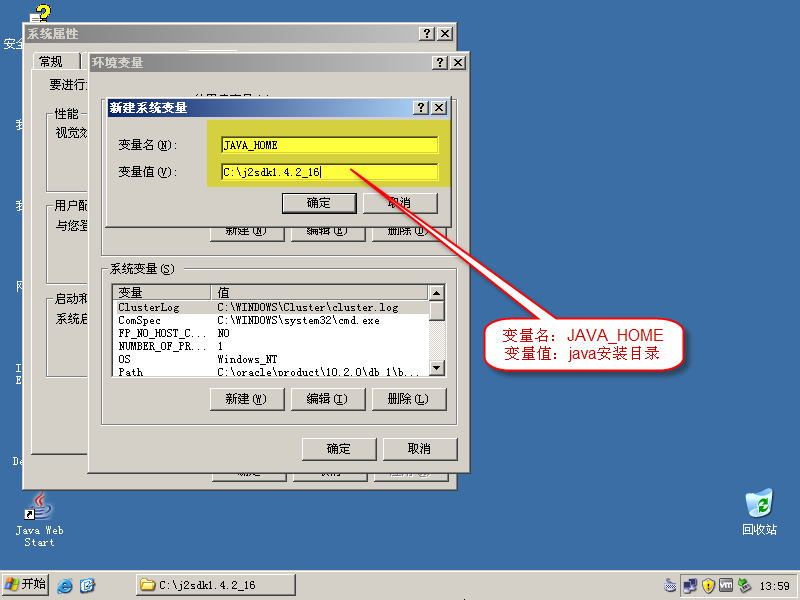 系统属性
安全
常规
环境变量
要进行
新建系统变量
性能
变量名(N):
JAVA_HOME
视觉效
变量值(V):
C:\j2sdk1.4.2_16
确定
取消
用户配
与您登
新建(N)
编辑(E)
删除(D)
系统变量(S)
变量
值
ClusterLog
C:\WINDOWS\Cluster\cluster.log
启动和
ComSpec
C:\WINDOWS\system32\cmd.exe
系统启
FP_NO_HOST_C...
NO
变量名：JAVA_HOME
NUMBER_OF_PR...
1
变量值：java安装目录
OS
Windows_NT
Path
C:\oracle\product\10.2.0\db_1\b...
新建(W)
编辑(I)
删除(L)
确定
取消
Java Web
Start
回收站
开始
C:\j2sdk1.4.2_16
13:59